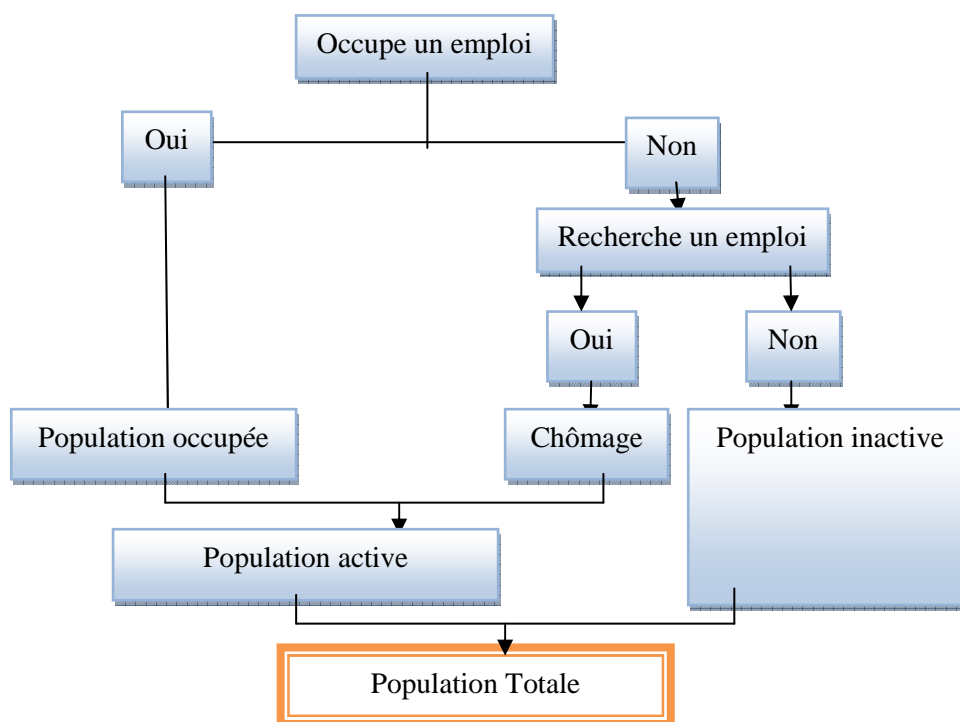 Occupe un emploi
Oui
Non
Recherche un emploi
Oui
Non
Population occupée
Chômage
Population inactive
Population active
Population Totale